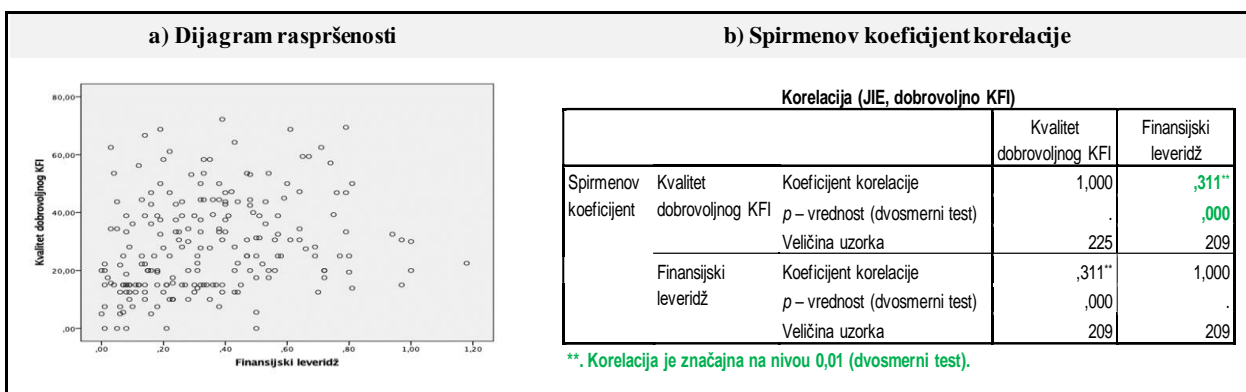 a) Dijagram raspršenosti
b) Spirmenov koeficijent korelacije
Kvalitet dobrovoljnog KFI
80,00
60,00
40,00
20,00
,00
,00 ,20 ,40 ,60 ,80 1,00 1,20
Finansijski leveridž
Korelacija (JIE, dobrovoljno KFI)
Kvalitet dobrovoljnog KFI
Finansijski leveridž
Spirmenov koeficijent
Kvalitet dobrovoljnog KFI
Koeficijent korelacije 1,000 ,311**
p – vrednost (dvosmerni test) . ,000
Veličina uzorka 225 209
Finansijski leveridž
Koeficijent korelacije ,311** 1,000
p – vrednost (dvosmerni test) ,000 .
Veličina uzorka 209 209
**. Korelacija je značajna na nivou 0,01 (dvosmerni test).